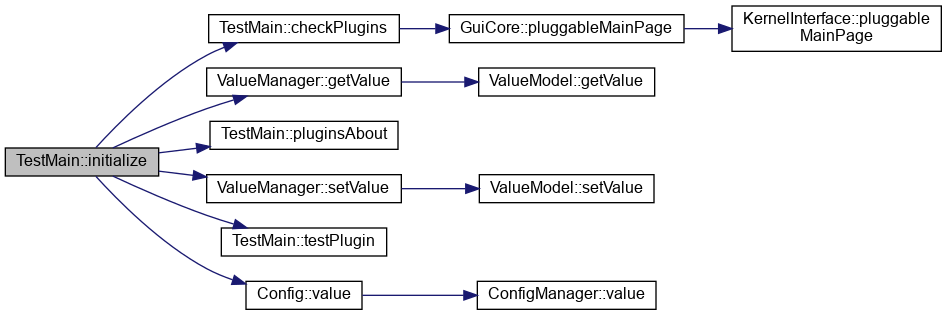 TestMain::checkPlugins
GuiCore::pluggableMainPage
KernelInterface::pluggable
MainPage
ValueManager::getValue
ValueModel::getValue
TestMain::pluginsAbout
TestMain::initialize
ValueManager::setValue
ValueModel::setValue
TestMain::testPlugin
Config::value
ConfigManager::value